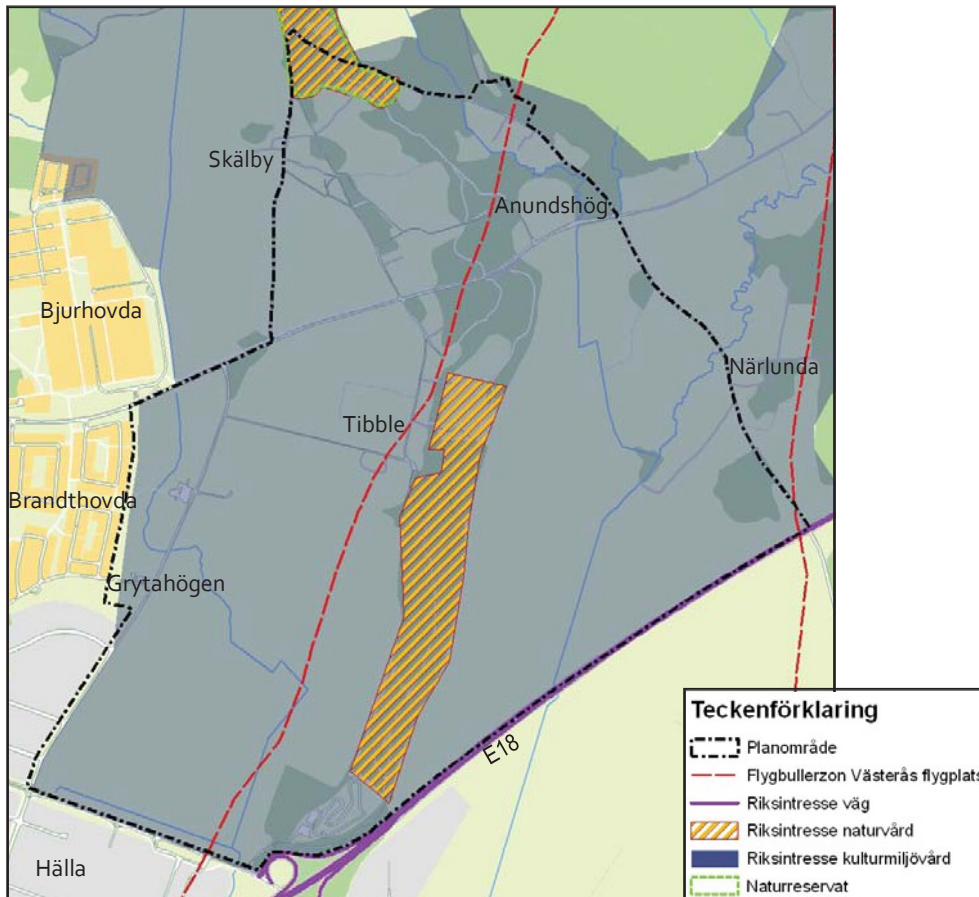 Skälby
Anundshög
Bjurhovda
Närlunda
Tibble
Brandthovda
Grytahögen
E18
Hälla
Teckenförklaring
Planområde
Flygbullerzon Västerås flygplats
Riksintresse väg
Riksintresse naturvård
Riksintresse kulturmiljövård
Naturreservat